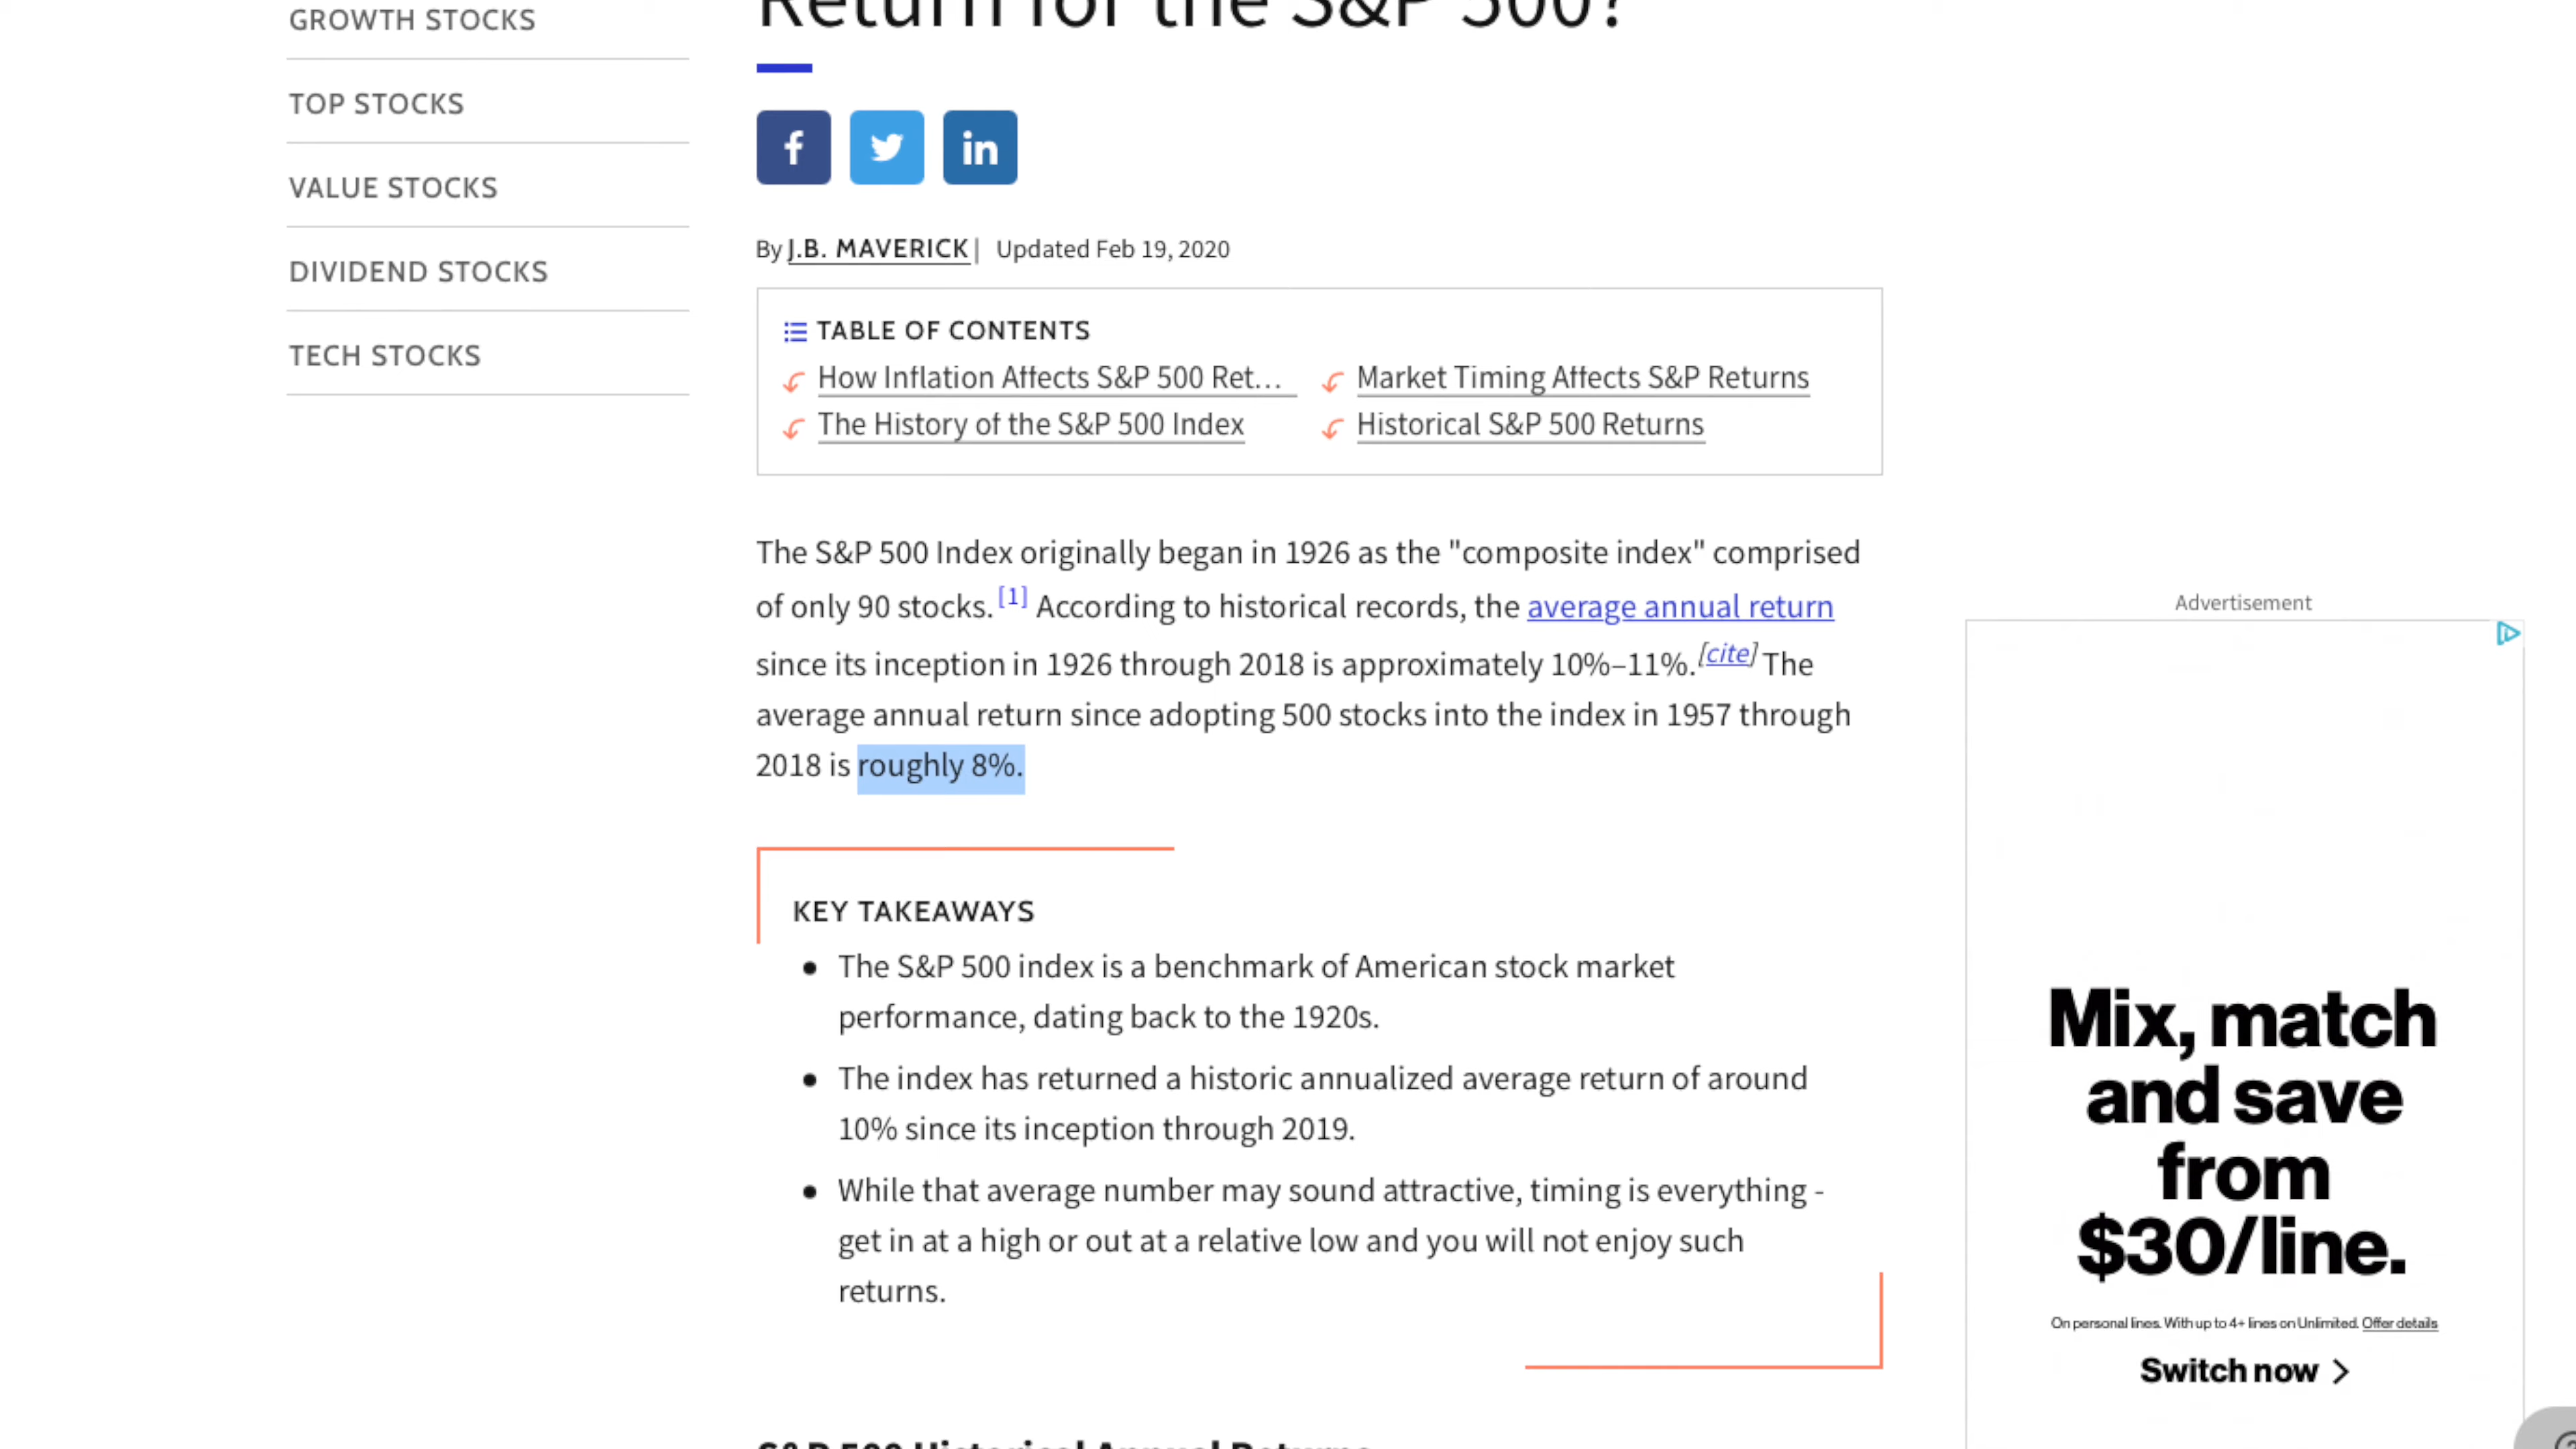 GROWTH STOCKS
TOP STOCKS
VALUE STOCKS
DIVIDEND STOCKS
TECH STOCKS
Return for the S&P 500?
f
in
By J.B. MAVERICK | Updated Feb 19, 2020
TABLE OF CONTENTS
How Inflation Affects S&P 500 Ret...
Market Timing Affects S&P Returns
The History of the S&P 500 Index
Historical S&P 500 Returns
The S&P 500 Index originally began in 1926 as the "composite index" comprised
of only 90 stocks. [1] According to historical records, the average annual return
since its inception in 1926 through 2018 is approximately 10%–11%.[cite] The
average annual return since adopting 500 stocks into the index in 1957 through
2018 is roughly 8%.
KEY TAKEAWAYS
The S&P 500 index is a benchmark of American stock market
performance, dating back to the 1920s.
The index has returned a historic annualized average return of around
10% since its inception through 2019.
While that average number may sound attractive, timing is everything -
get in at a high or out at a relative low and you will not enjoy such
returns.
S&P 500 Historical Annual Returns
Advertisement
Mix, match
and save
from
$30/line.
On personal lines. With up to 4+ lines on Unlimited. Offer details
Switch now >